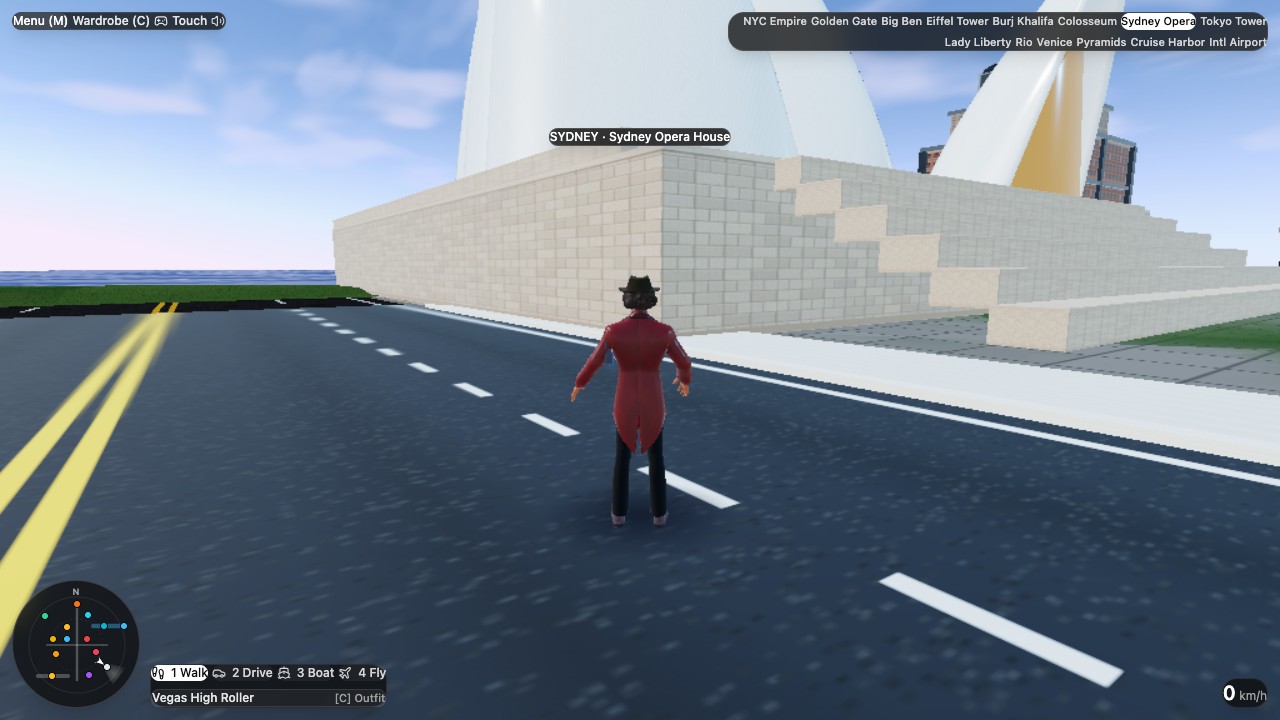 Menu (M) Wardrobe (C) Touch
NYC Empire Golden Gate Big Ben Eiffel Tower Burj Khalifa Colosseum Sydney Opera Tokyo Tower
Lady Liberty Rio Venice Pyramids Cruise Harbor Intl Airport
SYDNEY · Sydney Opera House
N
1 Walk 2 Drive 3 Boat 4 Fly
Vegas High Roller [C] Outfit
0 km/h